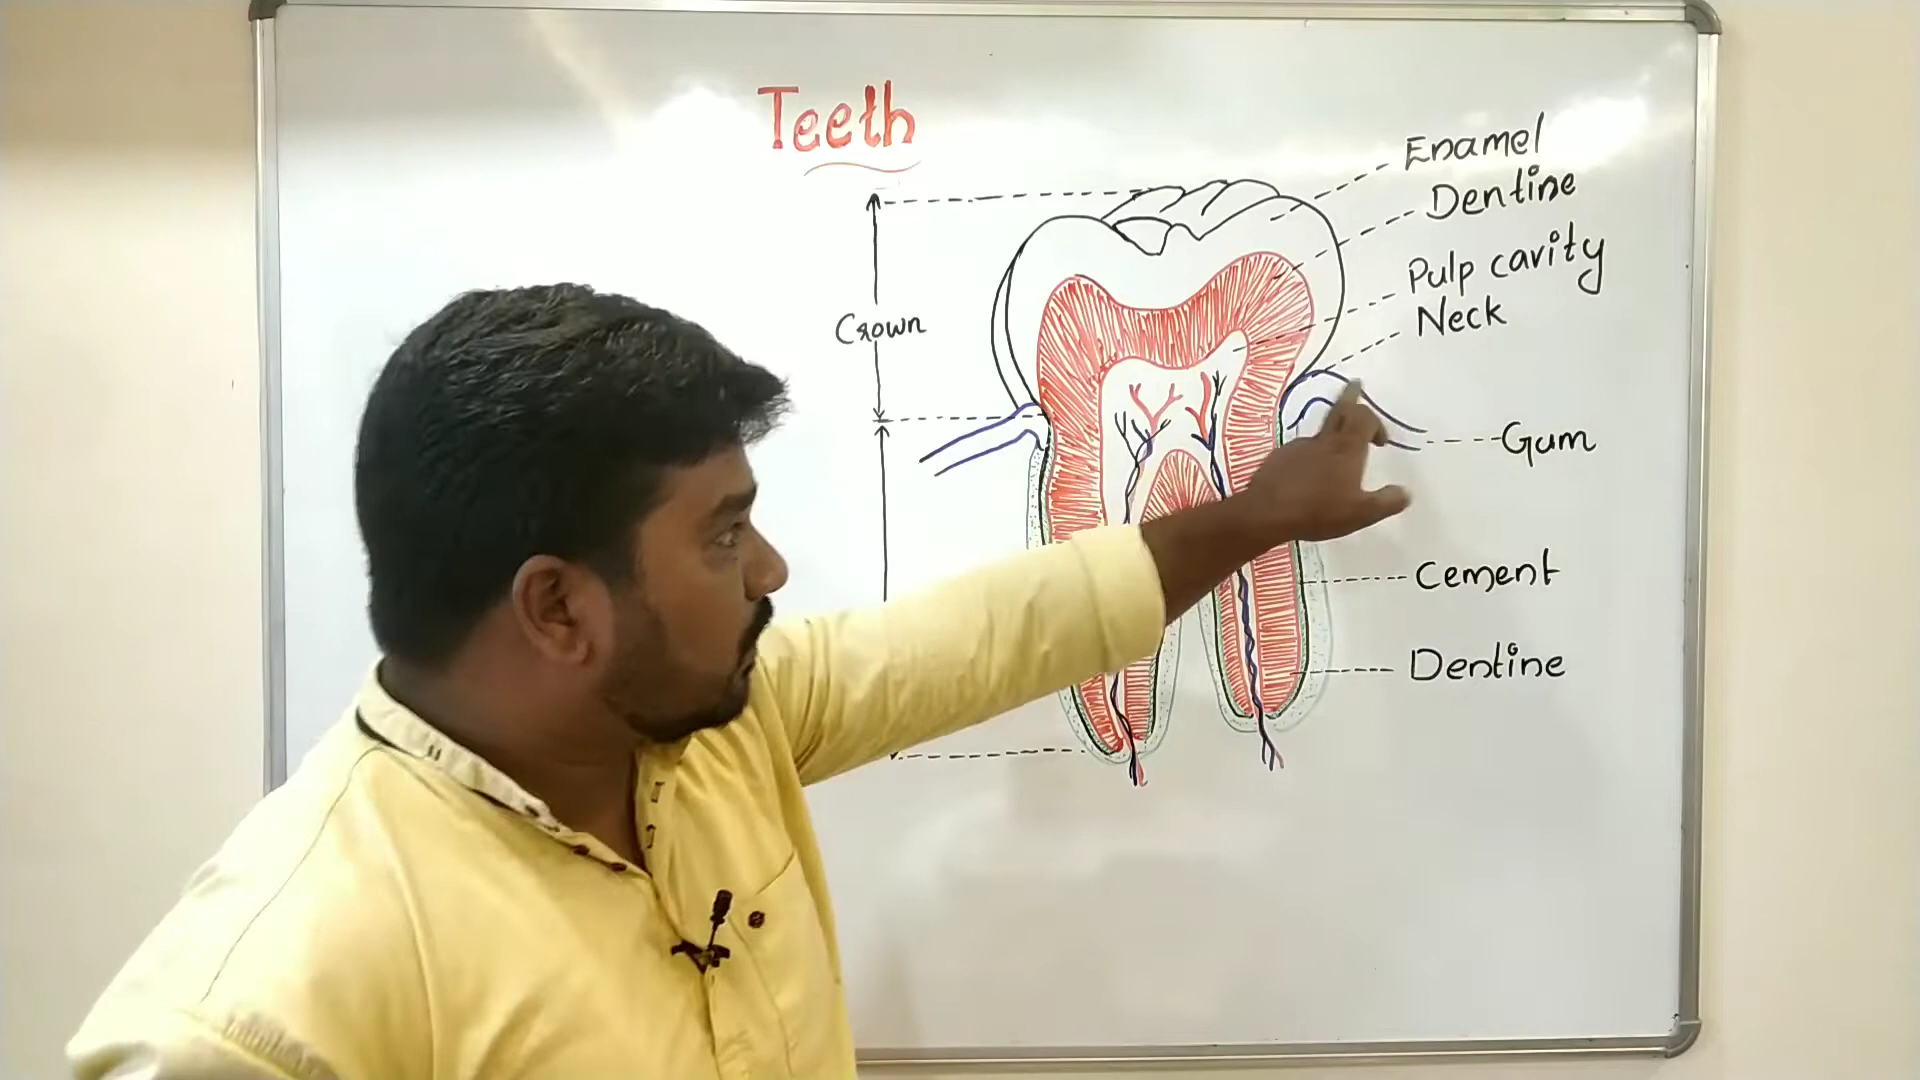 Teeth
Enamel
Dentine
Pulp cavity
Neck
Crown
Gum
Cement
Dentine